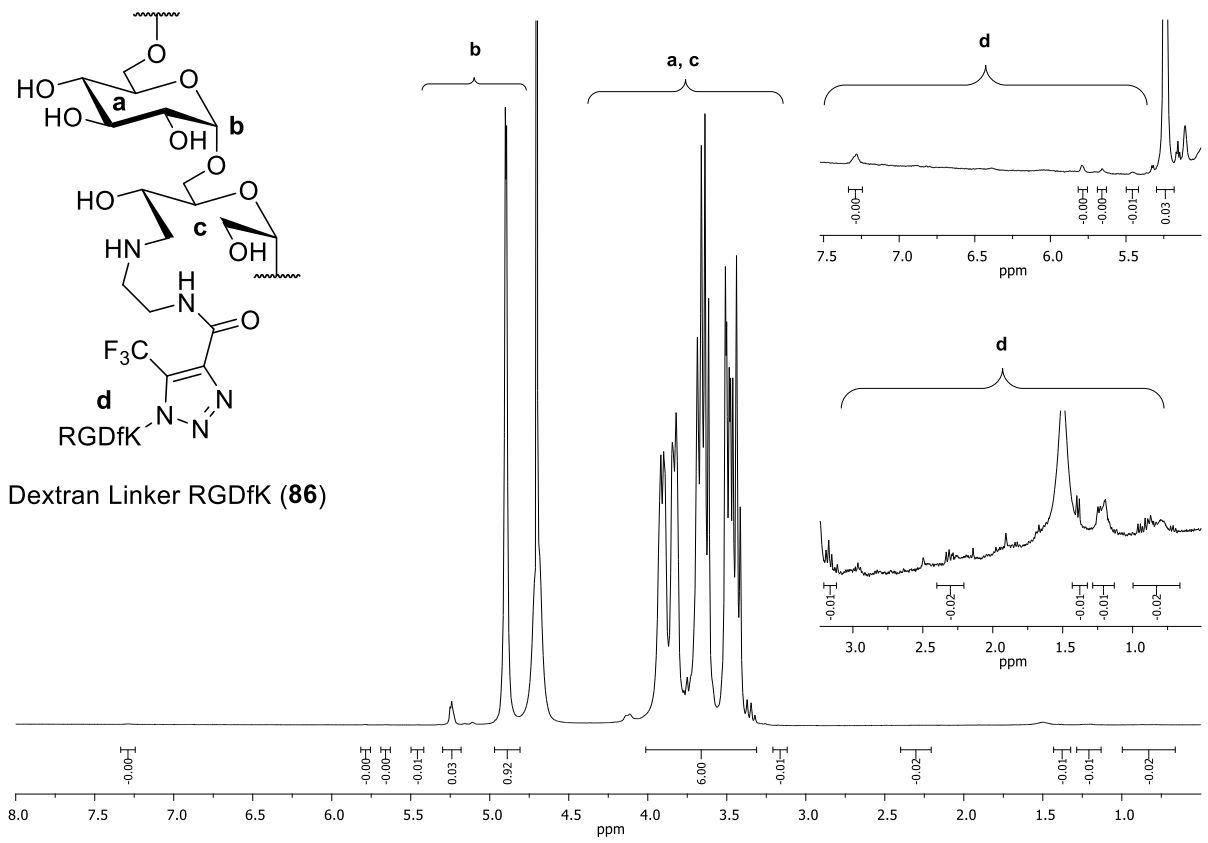 b
a, c
d
O
O
HO
a
HO
OH
b
O
HO
O
c
OH
HN
H
N
O
F3C
d
N
N
N
RGDfK
Dextran Linker RGDfK (86)
-0.00
-0.00
-0.00
-0.01
0.03
7.5 7.0 6.5 6.0 5.5
ppm
d
-0.01
-0.02
-0.01
-0.01
-0.02
3.0 2.5 2.0 1.5 1.0
ppm
-0.00
-0.00
-0.00
-0.01
0.03
0.92
6.00
-0.01
-0.02
-0.01
-0.01
-0.02
8.0 7.5 7.0 6.5 6.0 5.5 5.0 4.5 4.0 3.5 3.0 2.5 2.0 1.5 1.0
ppm